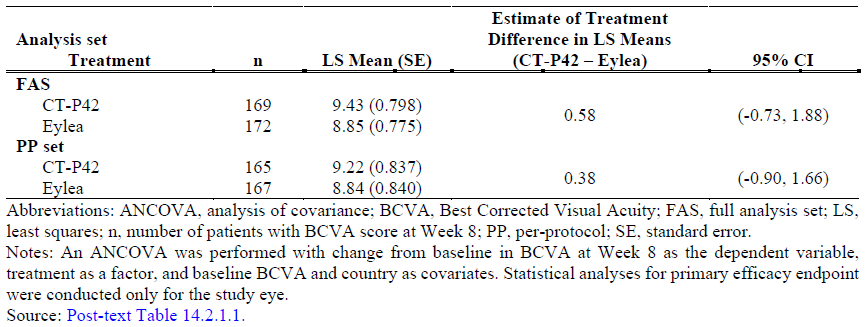 Estimate of Treatment
Analysis set Difference in LS Means
Treatment n LS Mean (SE) (CT-P42 – Eylea) 95% CI
FAS
CT-P42 169 9.43 (0.798) 0.58 (-0.73, 1.88)
Eylea 172 8.85 (0.775)
PP set
CT-P42 165 9.22 (0.837) 0.38 (-0.90, 1.66)
Eylea 167 8.84 (0.840)
Abbreviations: ANCOVA, analysis of covariance; BCVA, Best Corrected Visual Acuity; FAS, full analysis set; LS,
least squares; n, number of patients with BCVA score at Week 8; PP, per-protocol; SE, standard error.
Notes: An ANCOVA was performed with change from baseline in BCVA at Week 8 as the dependent variable,
treatment as a factor, and baseline BCVA and country as covariates. Statistical analyses for primary efficacy endpoint
were conducted only for the study eye.
Source: Post-text Table 14.2.1.1.